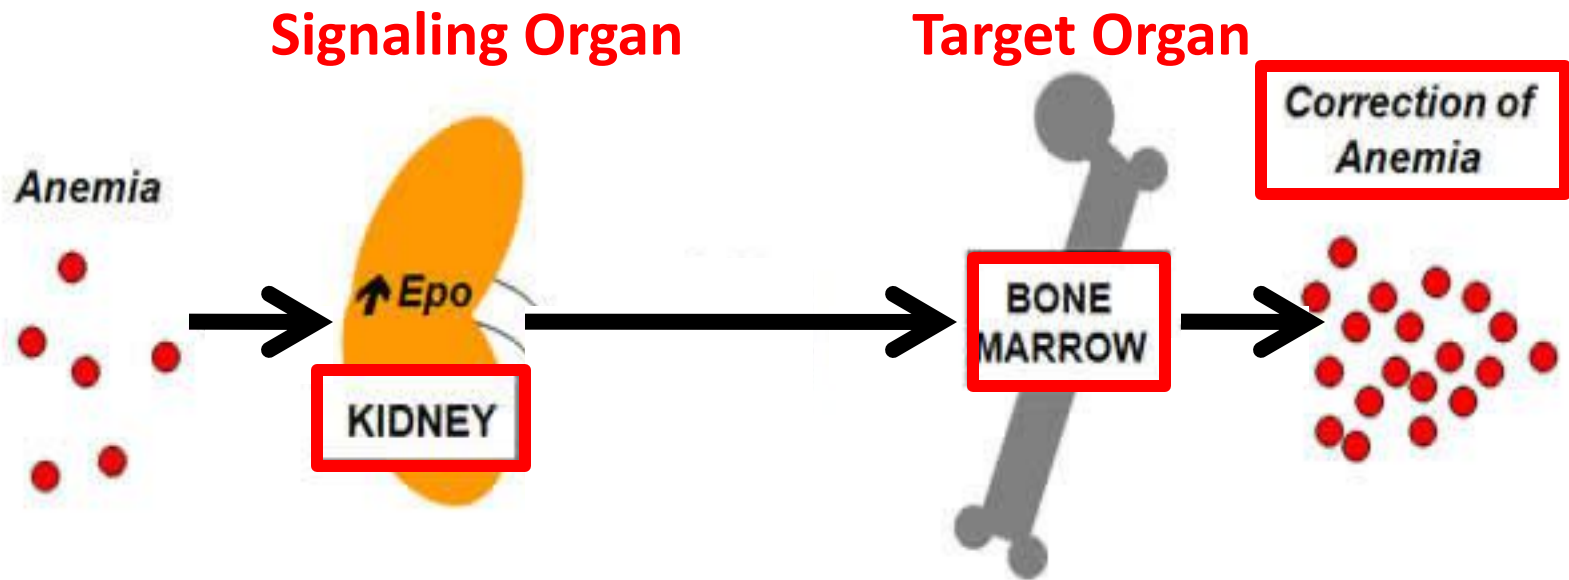 Signaling Organ
Target Organ
Correction of
Anemia
Anemia
↑ Epo
KIDNEY
BONE
MARROW